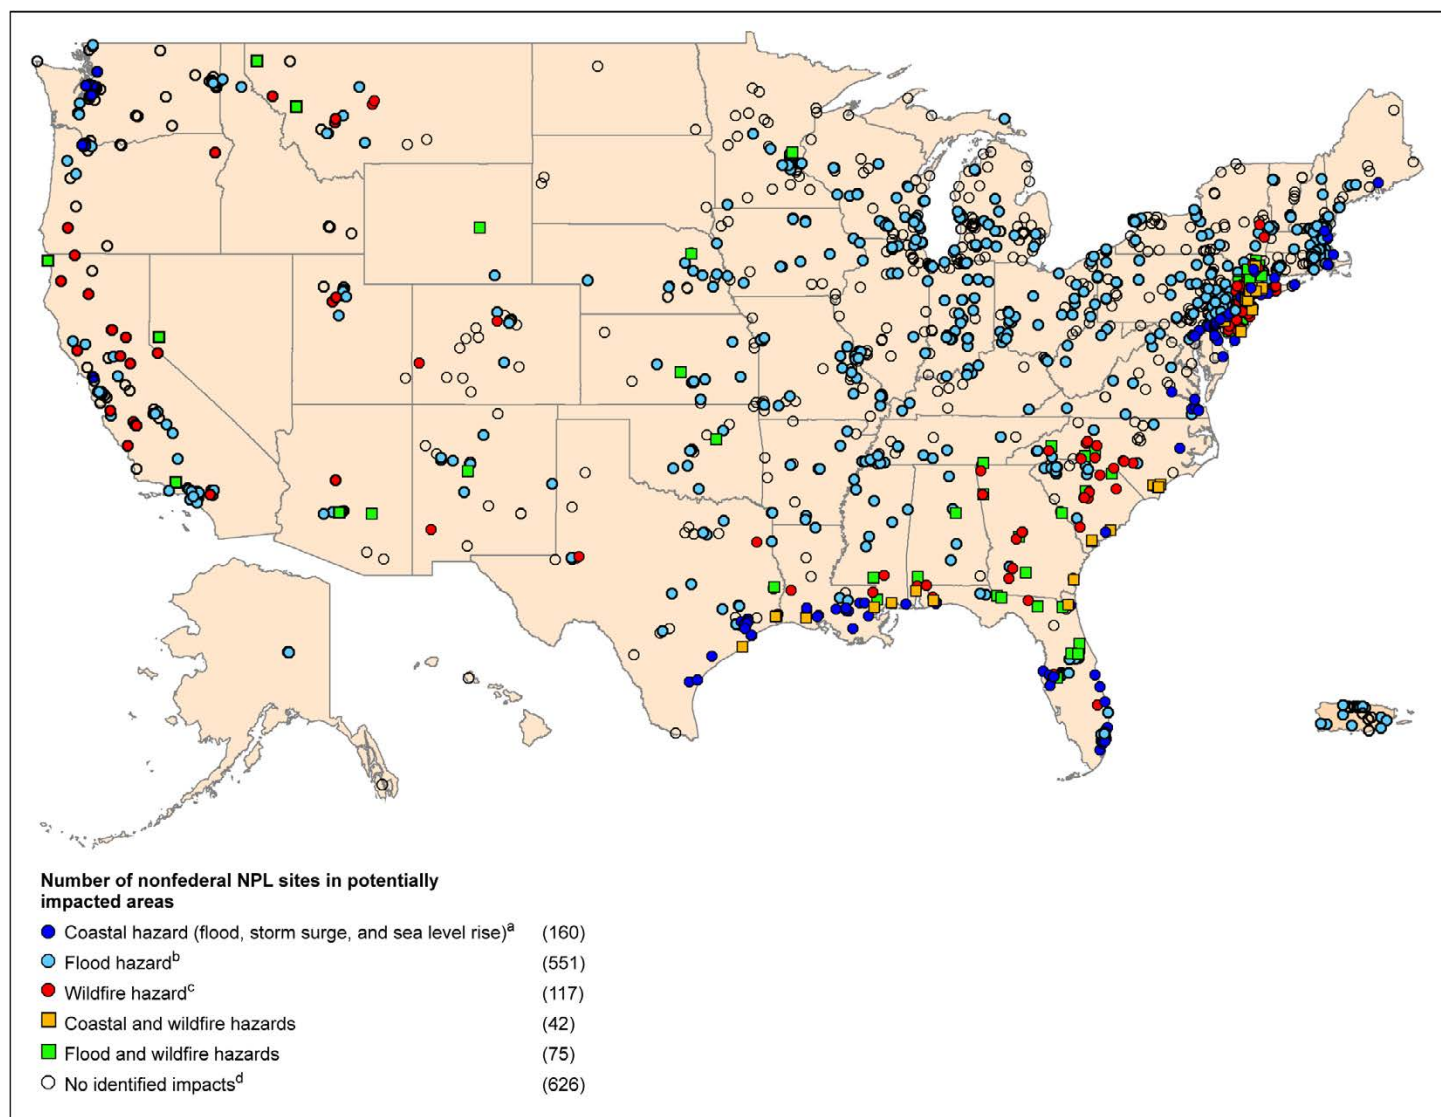 Number of nonfederal NPL sites in potentially
impacted areas
Coastal hazard (flood, storm surge, and sea level rise)a (160)
Flood hazardb (551)
Wildfire hazardc (117)
Coastal and wildfire hazards (42)
Flood and wildfire hazards (75)
No identified impactsd (626)